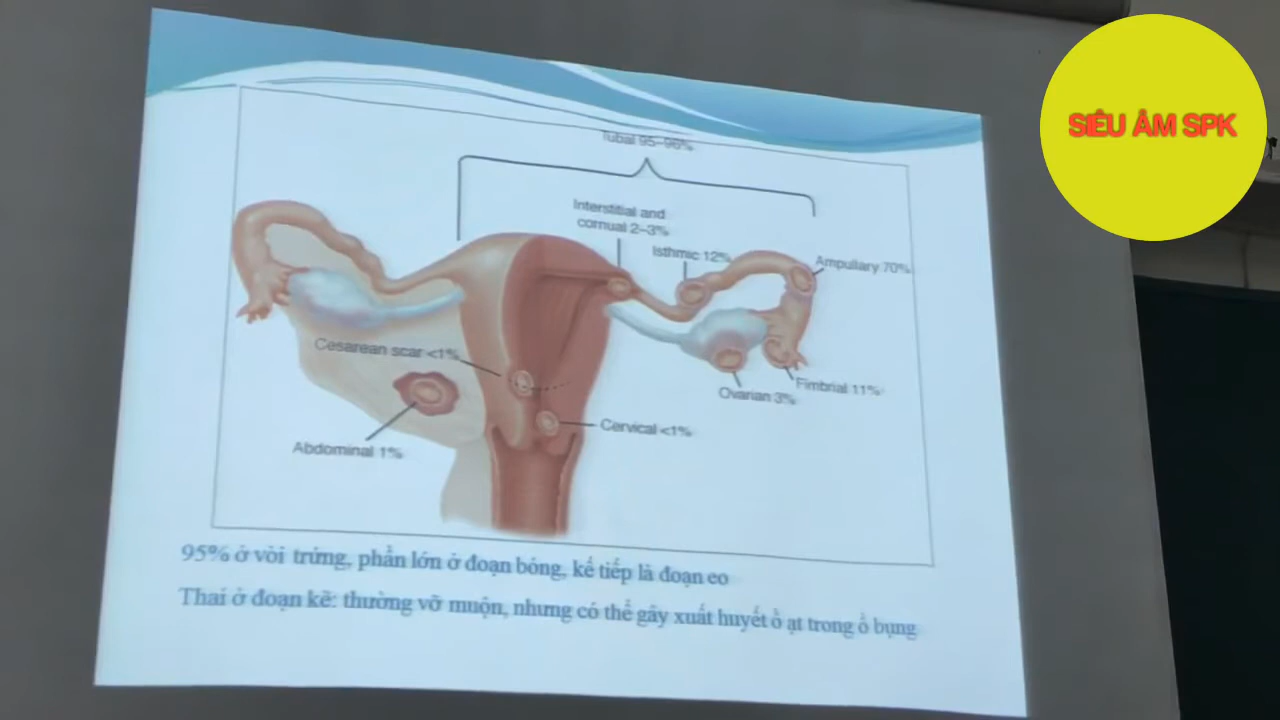 SIÊU ÂM SPK
Tubal 95-96%
Interstitial and
cornual 2-3%
Isthmic 12%
Ampullary 70%
Cesarean scar <1%
Fimbrial 11%
Ovarian 3%
Cervical <1%
Abdominal 1%
95% ở vòi trứng, phần lớn ở đoạn bóng, kế tiếp là đoạn eo
Thai ở đoạn kẽ: thường vỡ muộn, nhưng có thể gây xuất huyết ồ ạt trong ổ bụng